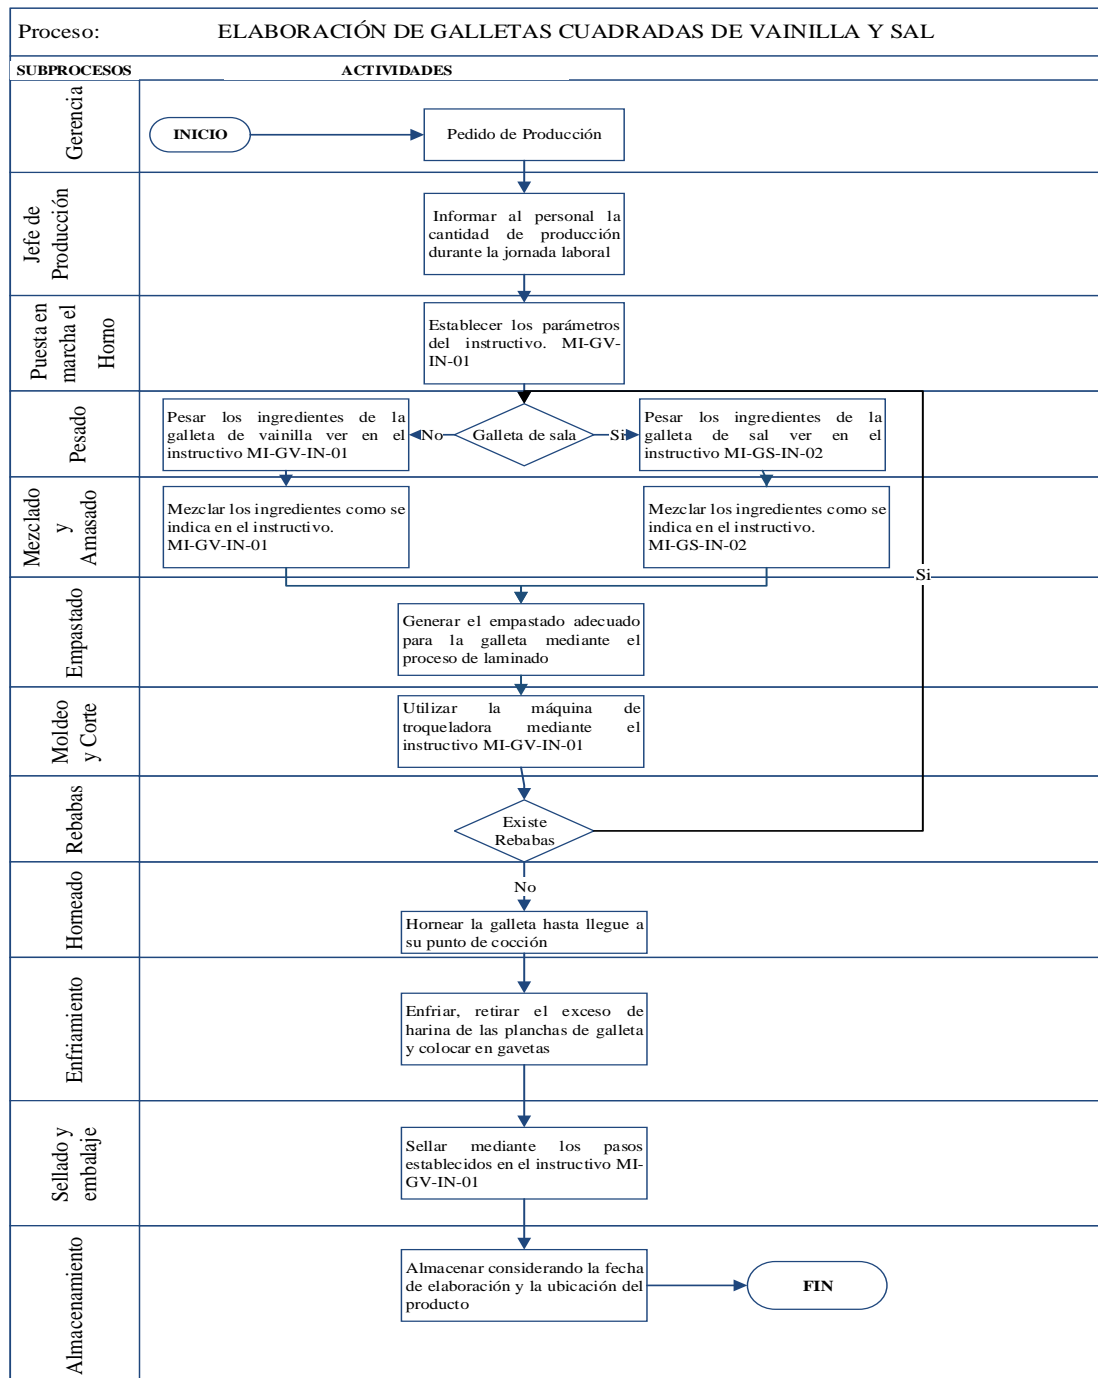 Proceso: ELABORACIÓN DE GALLETAS CUADRADAS DE VAINILLA Y SAL
SUBPROCESOS ACTIVIDADES
Gerencia
INICIO
Pedido de Producción
Jefe de
Producción
Informar al personal la
cantidad de producción
durante la jornada laboral
Puesta en
marcha el
Horno
Establecer los parámetros
del instructivo. MI-GV-
IN-01
Pesado
Pesar los ingredientes de la
galleta de vainilla ver en el
instructivo MI-GV-IN-01
No
Galleta de sala
Si
Pesar los ingredientes de la
galleta de sal ver en el
instructivo MI-GS-IN-02
Mezclado
y
Amasado
Mezclar los ingredientes como se
indica en el instructivo.
MI-GV-IN-01
Mezclar los ingredientes como se
indica en el instructivo.
MI-GS-IN-02
Si
Empastado
Generar el empastado adecuado
para la galleta mediante el
proceso de laminado
Moldeo
y Corte
Utilizar la máquina de
troqueladora mediante el
instructivo MI-GV-IN-01
Rebabas
Existe
Rebabas
Horneado
No
Hornear la galleta hasta llegue a
su punto de cocción
Enfriamiento
Enfriar, retirar el exceso de
harina de las planchas de galleta
y colocar en gavetas
Sellado y
embalaje
Sellar mediante los pasos
establecidos en el instructivo MI-
GV-IN-01
Almacenamiento
Almacenar considerando la fecha
de elaboración y la ubicación del
producto
FIN